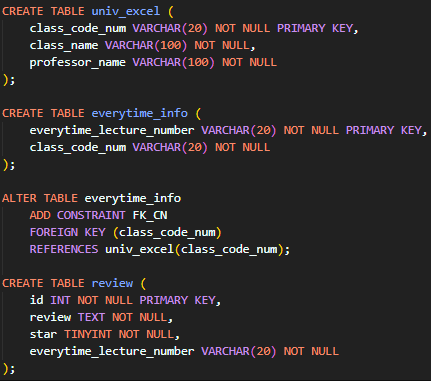 CREATE TABLE univ_excel (
    class_code_num VARCHAR(20) NOT NULL PRIMARY KEY,
    class_name VARCHAR(100) NOT NULL,
    professor_name VARCHAR(100) NOT NULL
);
CREATE TABLE everytime_info (
    everytime_lecture_number VARCHAR(20) NOT NULL PRIMARY KEY,
    class_code_num VARCHAR(20) NOT NULL
);
ALTER TABLE everytime_info
    ADD CONSTRAINT FK_CN
    FOREIGN KEY (class_code_num)
    REFERENCES univ_excel(class_code_num);
CREATE TABLE review (
    id INT NOT NULL PRIMARY KEY,
    review TEXT NOT NULL,
    star TINYINT NOT NULL,
    everytime_lecture_number VARCHAR(20) NOT NULL
);